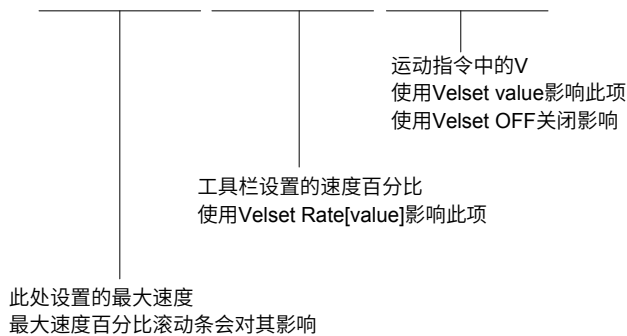 运动指令中的V
使用Velset value影响此项
使用Velset OFF关闭影响
工具栏设置的速度百分比
使用Velset Rate[value]影响此项
此处设置的最大速度
最大速度百分比滚动条会对其影响